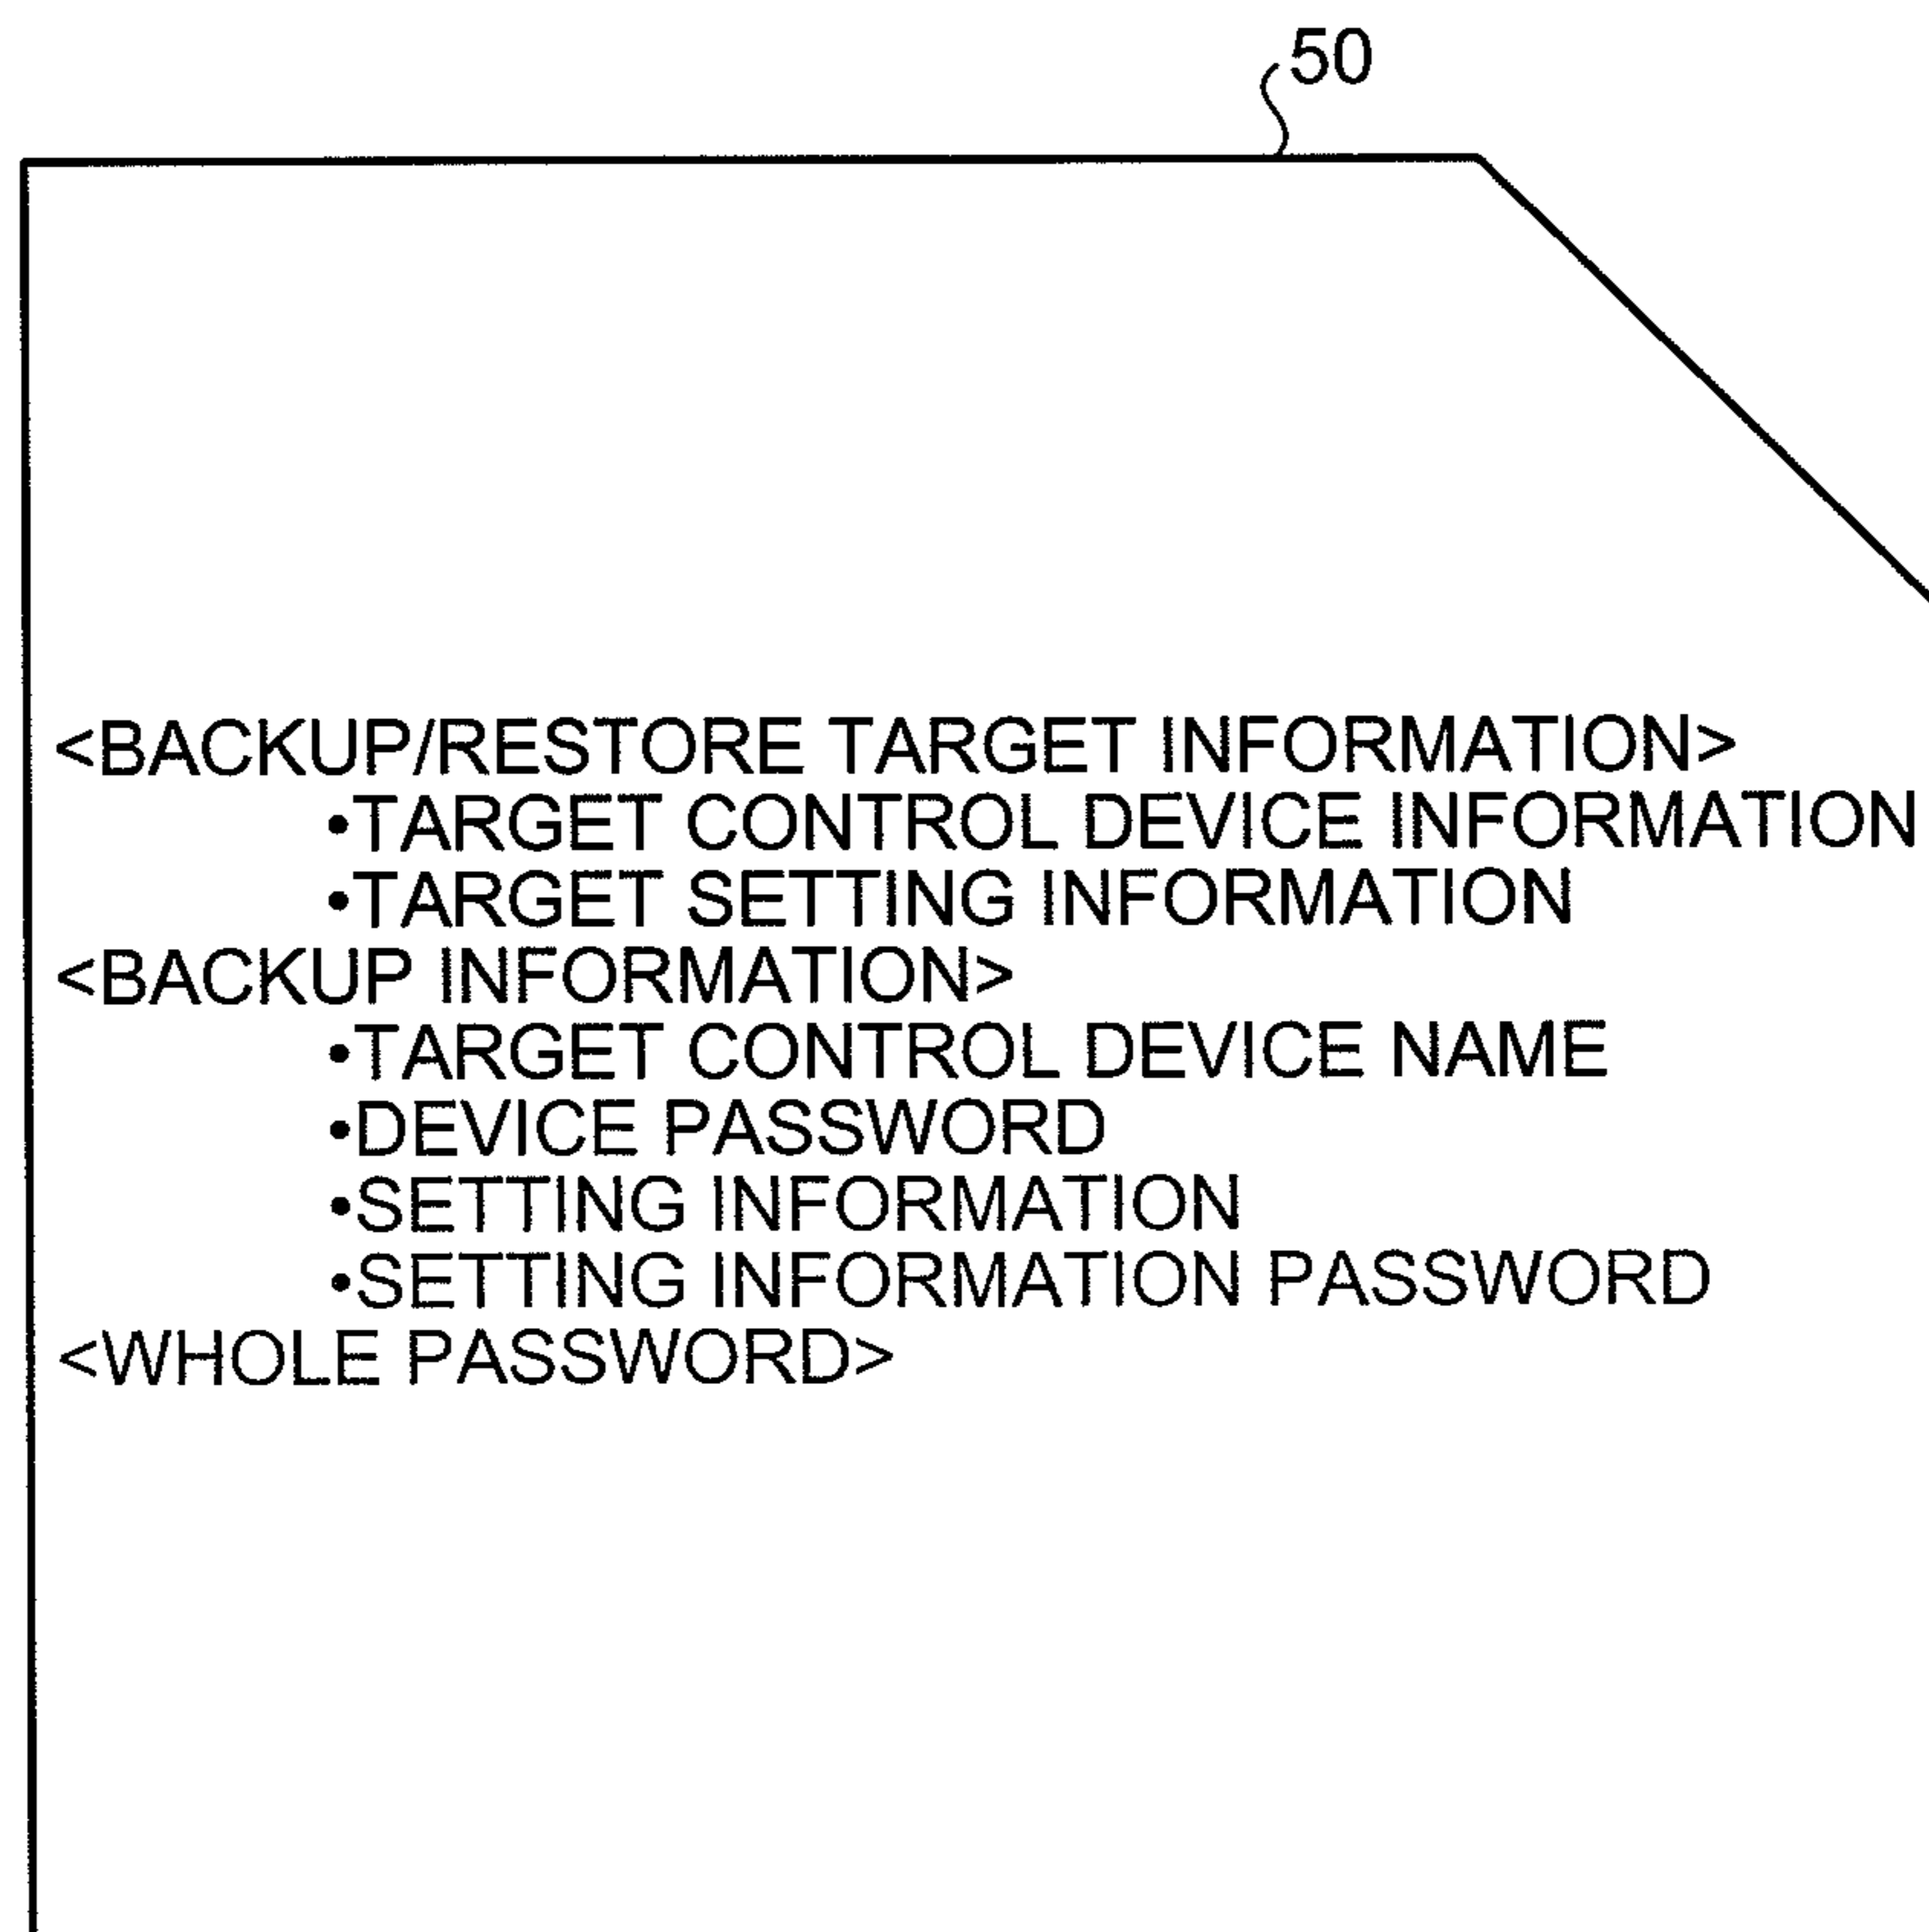 50
<BACKUP/RESTORE TARGET INFORMATION>
•TARGET CONTROL DEVICE INFORMATION
•TARGET SETTING INFORMATION
<BACKUP INFORMATION>
•TARGET CONTROL DEVICE NAME
•DEVICE PASSWORD
•SETTING INFORMATION
•SETTING INFORMATION PASSWORD
<WHOLE PASSWORD>